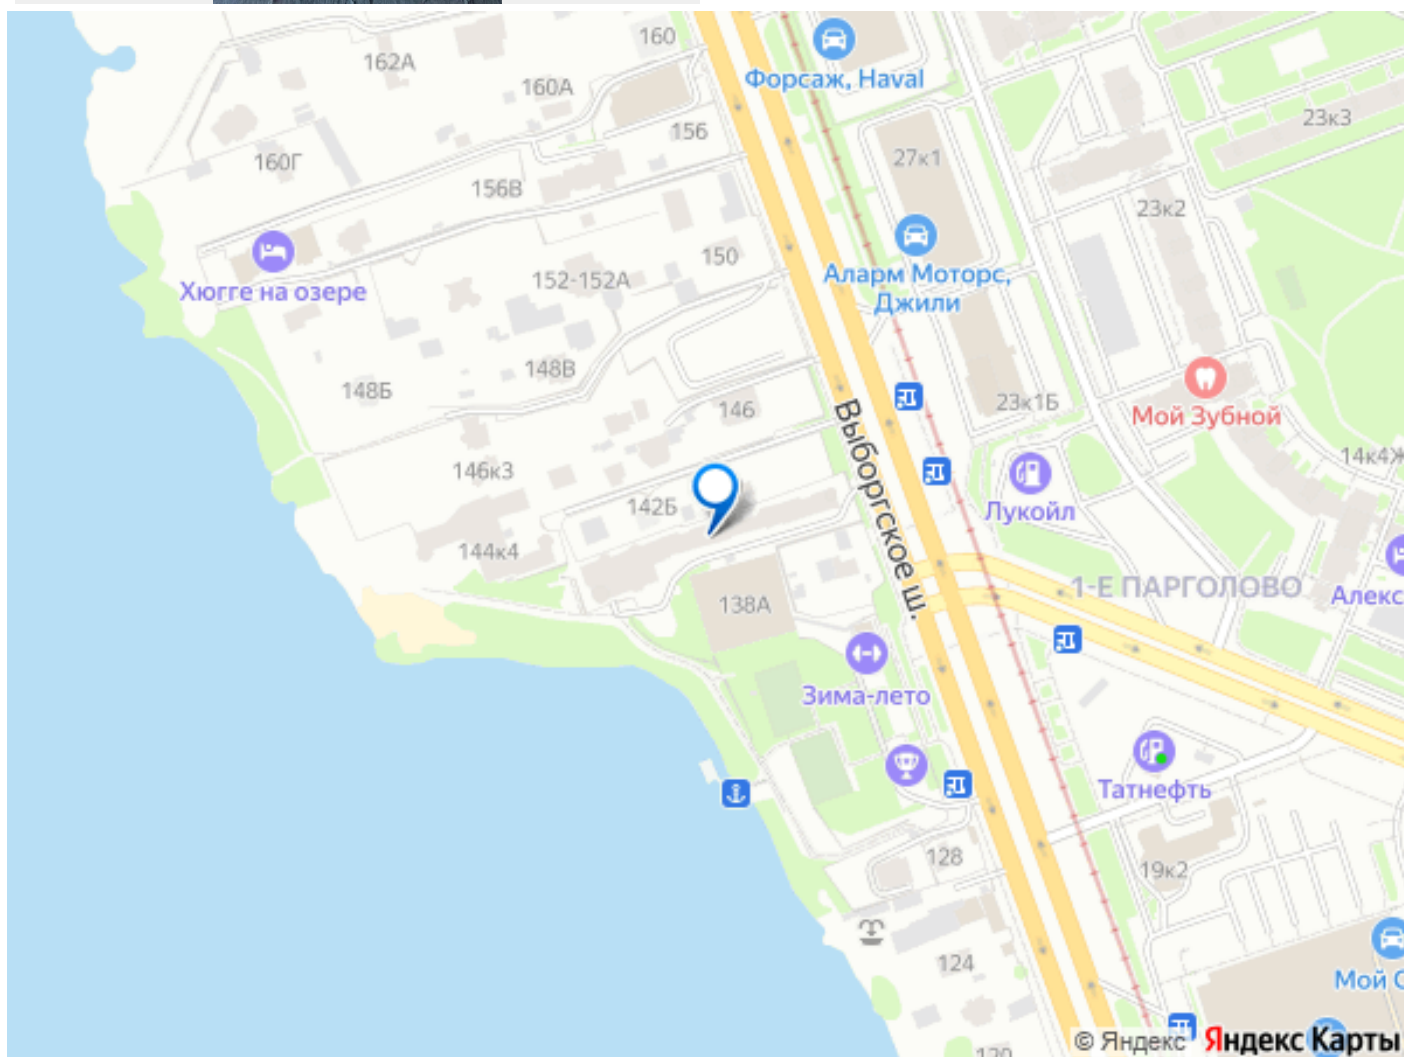 160
162А
Форсаж, Haval
160А
23к3
156
27к1
160Г
156В
23к2
150
Аларм Моторс,
Джили
152-152А
Хюгге на озере
148В
148Б
23к1Б
146
Мой Зубной
Выборгское ш.
14к4Ж
146к3
142Б
Лукойл
144к4
1-Е ПАРГОЛОВО
Алекс
138А
Зима-лето
Татнефть
128
19к2
124
Мой С
120
© Яндекс
Яндекс Карты